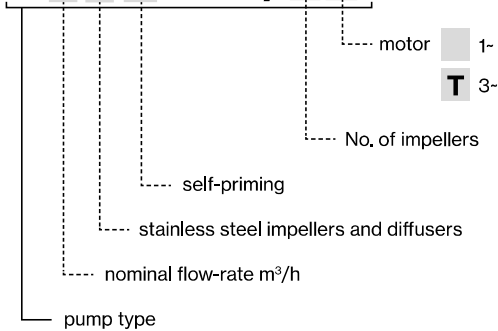 motor 1~
T 3~
No. of impellers
self-priming
stainless steel impellers and diffusers
nominal flow-rate m³/h
pump type